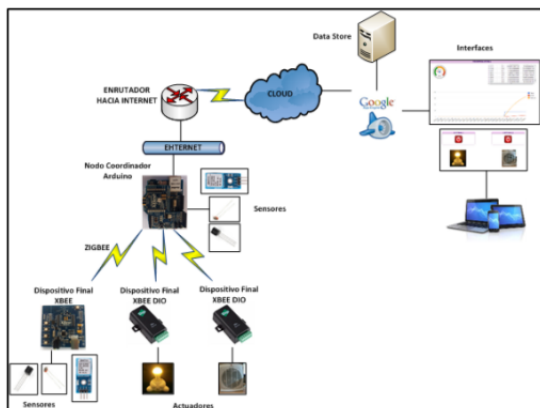 Data Store
Interfaces
ENRUTADOR
HACIA INTERNET
CLOUD
Google
EHTERNET
Nodo Coordinador
Arduino
Sensores
ZIGBEE
Dispositivo Final
XBEE
Dispositivo Final
XBEE DIO
Dispositivo Final
XBEE DIO
Sensores
Actuadores